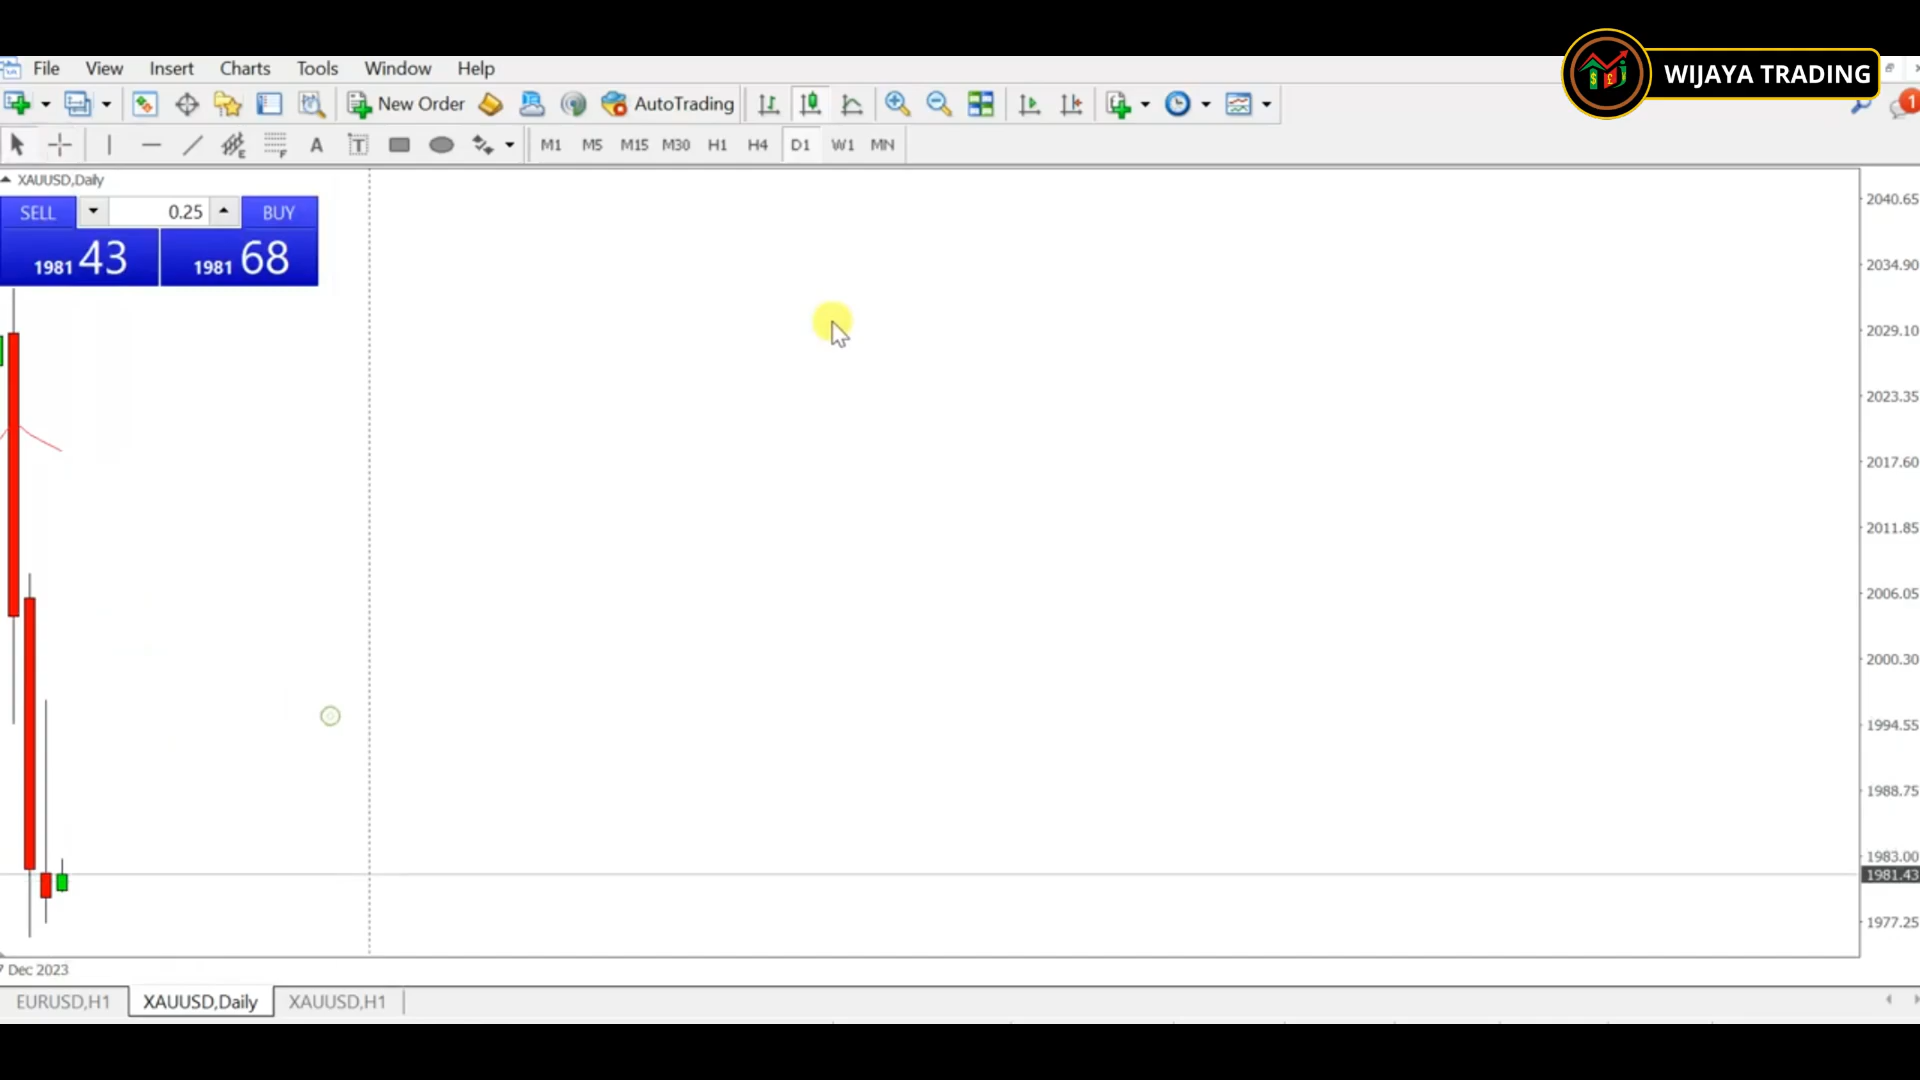 WIJAYA TRADING
File View Insert Charts Tools Window Help
New Order AutoTrading
1
A T M1 M5 M15 M30 H1 H4 D1 W1 MN
XAUUSD,Daily
SELL 0.25 BUY
1981 43 1981 68
2040.65
2034.90
2029.10
2023.35
2017.60
2011.85
2006.05
2000.30
1994.55
1988.75
1983.00
1981.43
1977.25
7 Dec 2023
EURUSD,H1 XAUUSD,Daily XAUUSD,H1